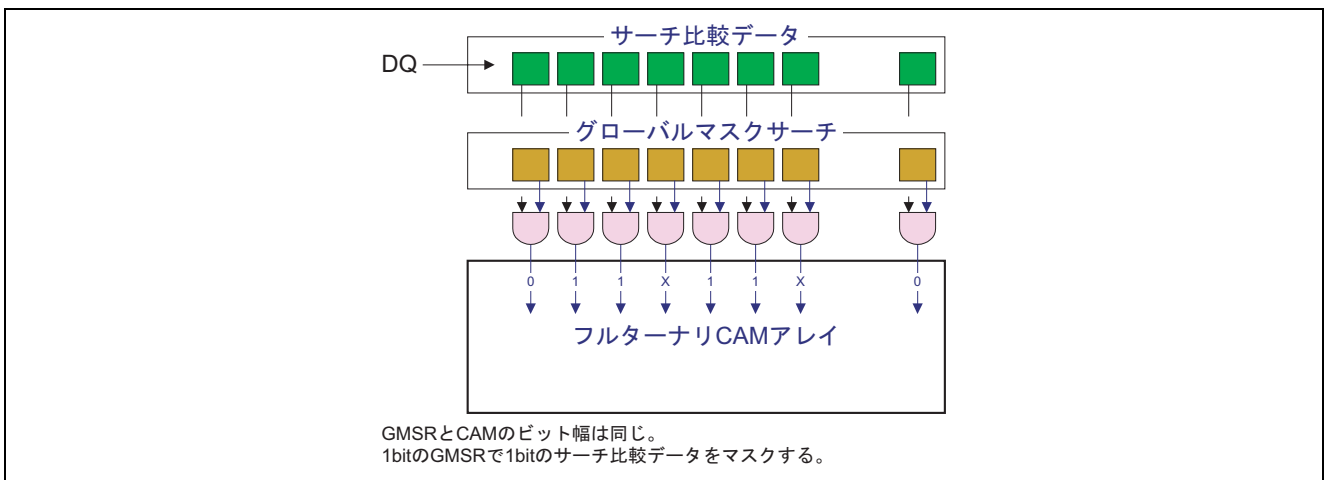 サーチ比較データ
DQ
グローバルマスクサーチ
0 1 1 X 1 1 X 0
フルターナリCAMアレイ
GMSRとCAMのビット幅は同じ。
1bitのGMSRで1bitのサーチ比較データをマスクする。